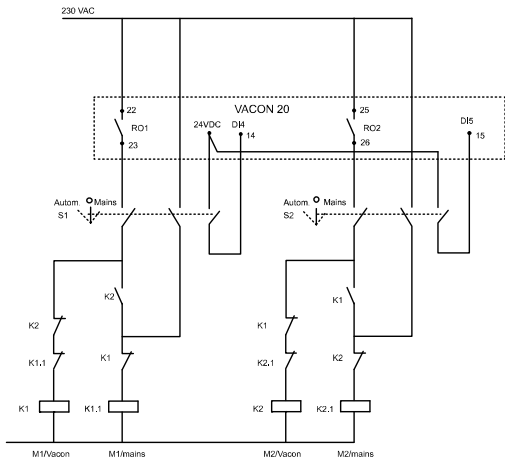 230 VAC
VACON 20
22
RO1
23
24VDC
DI4
14
25
RO2
26
DI5
15
Autom. Mains
S1
Autom. Mains
S2
K2
K2
K1.1
K1
K1
K1.1
K1
K1
K2.1
K2
K2
K2.1
M1/Vacon
M1/mains
M2/Vacon
M2/mains